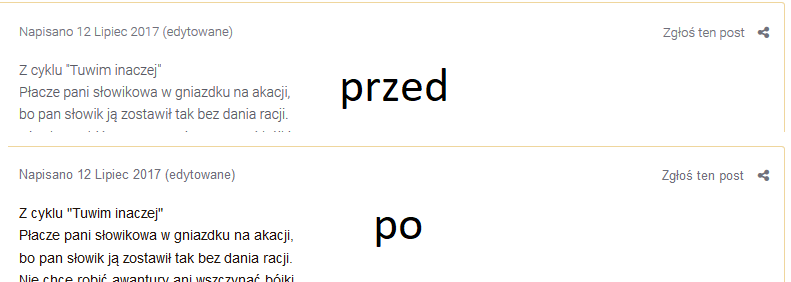 Napisano 12 Lipiec 2017 (edytowane) Zgłoś ten post
Z cyklu "Tuwim inaczej"
Płacze pani słowikowa w gniazdku na akacji,
przed
bo pan słowik ją zostawił tak bez dania racji.
Napisano 12 Lipiec 2017 (edytowane) Zgłoś ten post
Z cyklu "Tuwim inaczej"
po
Płacze pani słowikowa w gniazdku na akacji,
bo pan słowik ją zostawił tak bez dania racji.
Nie chcę robić awantury ani wszczynać bójki